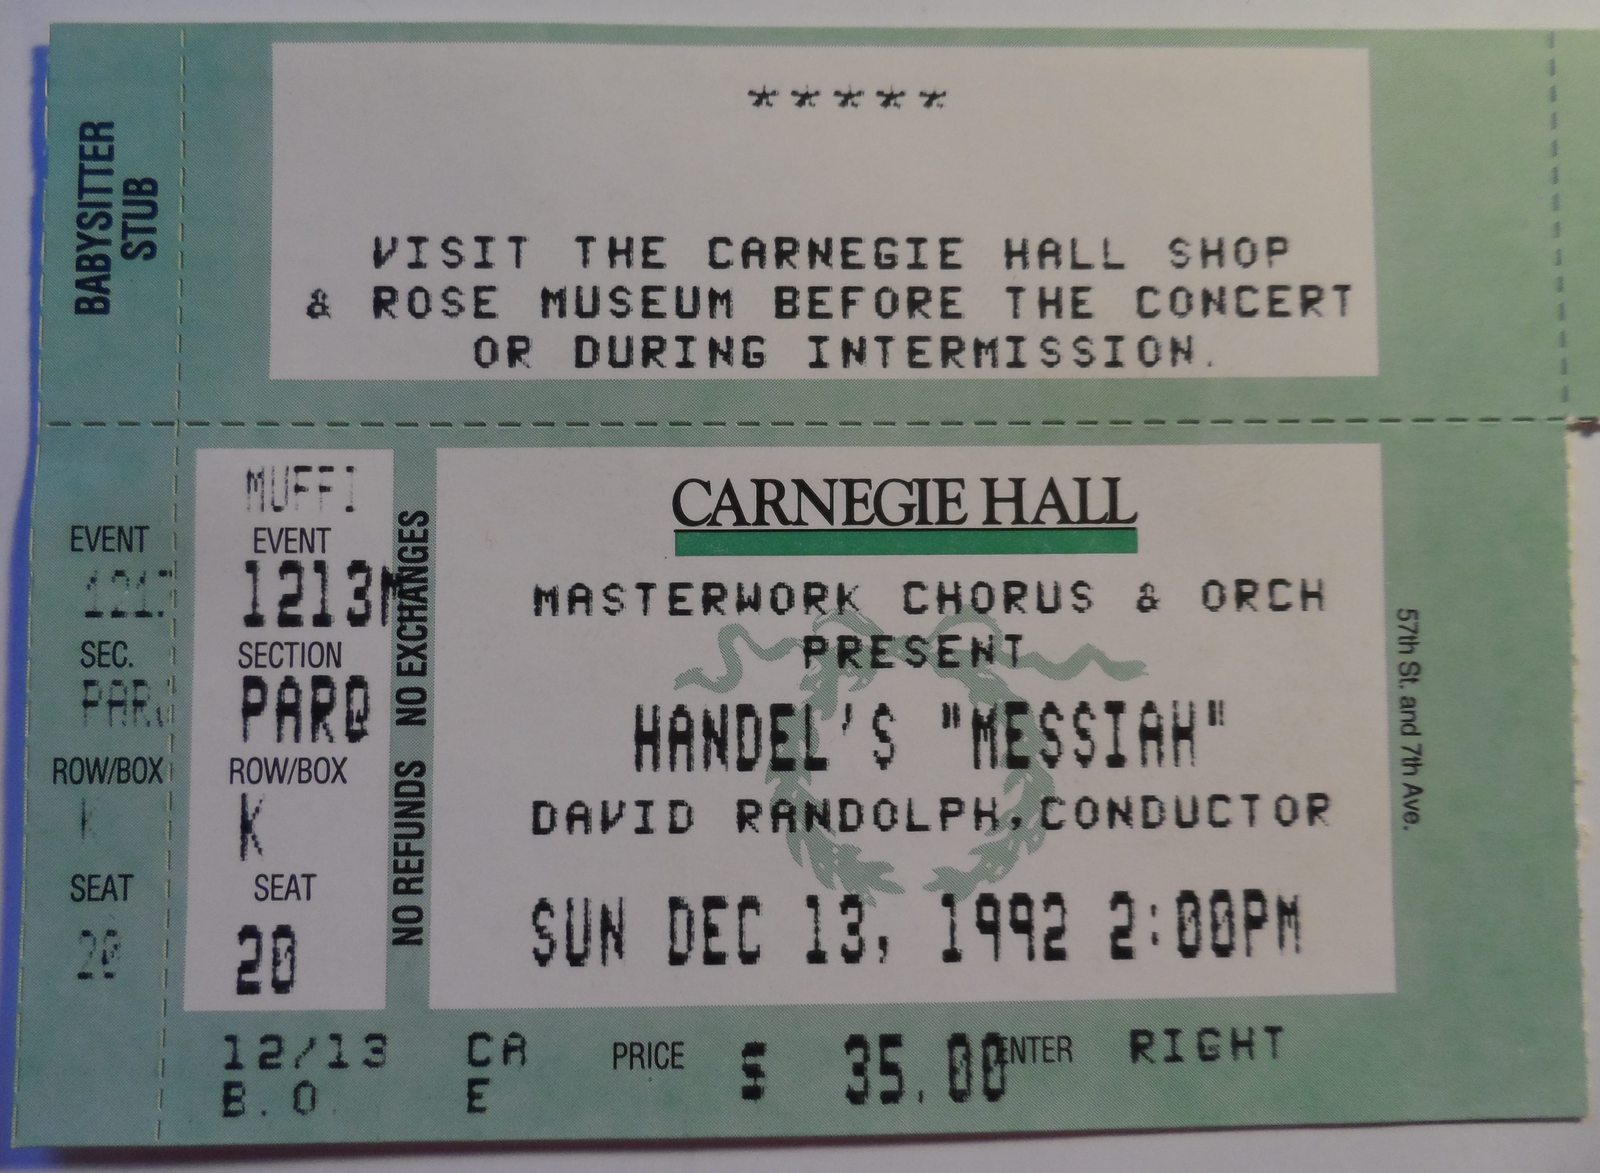 BABYSITTER
STUB
*****
VISIT THE CARNEGIE HALL SHOP
& ROSE MUSEUM BEFORE THE CONCERT
OR DURING INTERMISSION.
EVENT
SEC.
PARQ
ROW/BOX
K
SEAT
20
MUFFI
EVENT
1213M
SECTION
PARQ
ROW/BOX
K
SEAT
20
NO REFUNDS NO EXCHANGES
CARNEGIE HALL
MASTERWORK CHORUS & ORCH
PRESENT
HANDEL'S "MESSIAH"
DAVID RANDOLPH, CONDUCTOR
SUN DEC 13, 1992 2:00PM
57th St. and 7th Ave.
12/13 CA PRICE $ 35.00 ENTER RIGHT
B.O. E